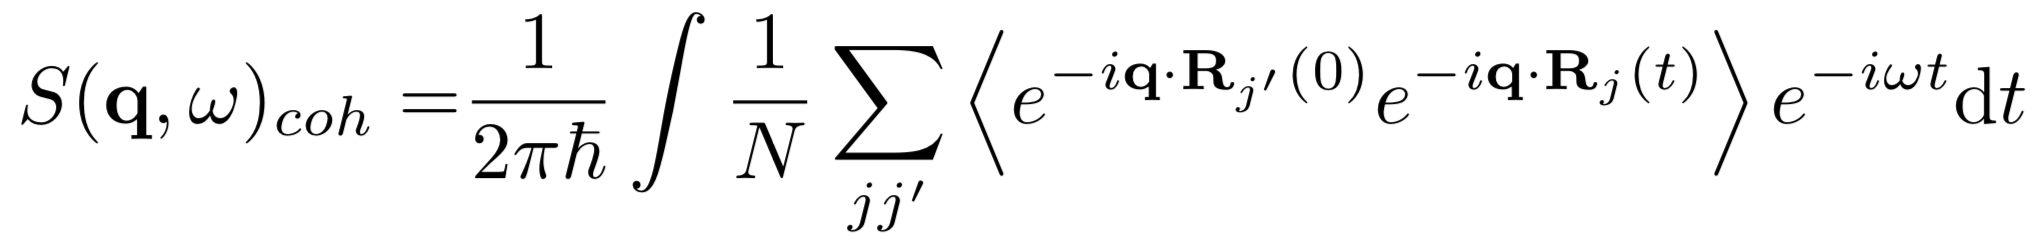 $S(\mathbf{q}, \omega)_{coh} = \frac{1}{2\pi\hbar} \int \frac{1}{N} \sum_{jj'} \left\langle e^{-i\mathbf{q}\cdot\mathbf{R}_{j'}(0)} e^{-i\mathbf{q}\cdot\mathbf{R}_{j}(t)} \right\rangle e^{-i\omega t} \mathrm{d}t$